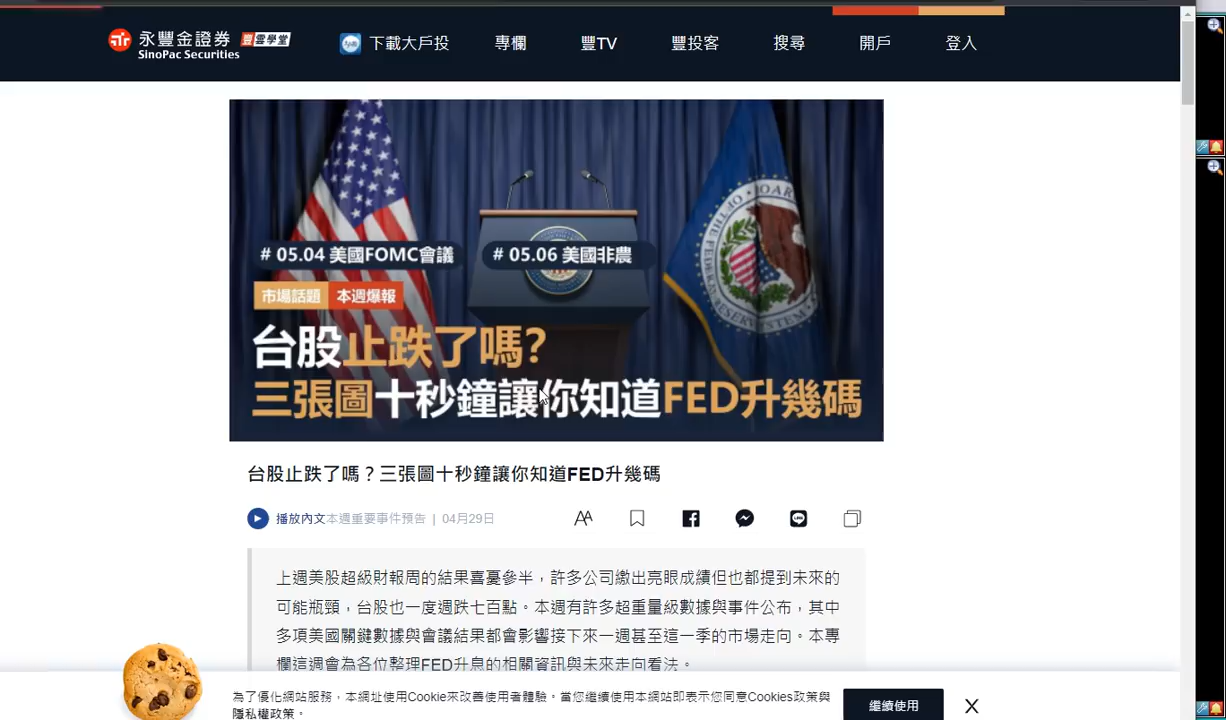 永豐金證券 豐雲學堂
SinoPac Securities
下載大戶投 專欄 豐TV 豐投客 搜尋 開戶 登入
# 05.04 美國FOMC會議 # 05.06 美國非農
市場話題 本週爆報
台股止跌了嗎?
三張圖十秒鐘讓你知道FED升幾碼
台股止跌了嗎？三張圖十秒鐘讓你知道FED升幾碼
播放內文 本週重要事件預告 | 04月29日
上週美股超級財報周的結果喜憂參半，許多公司繳出亮眼成績但也都提到未來的
可能瓶頸，台股也一度週跌七百點。本週有許多超重量級數據與事件公布，其中
多項美國關鍵數據與會議結果都會影響接下來一週甚至這一季的市場走向。本專
欄這週會為各位整理FED升息的相關資訊與未來走向看法。
為了優化網站服務，本網址使用Cookie來改善使用者體驗。當您繼續使用本網站即表示您同意Cookies政策與
隱私權政策。
繼續使用